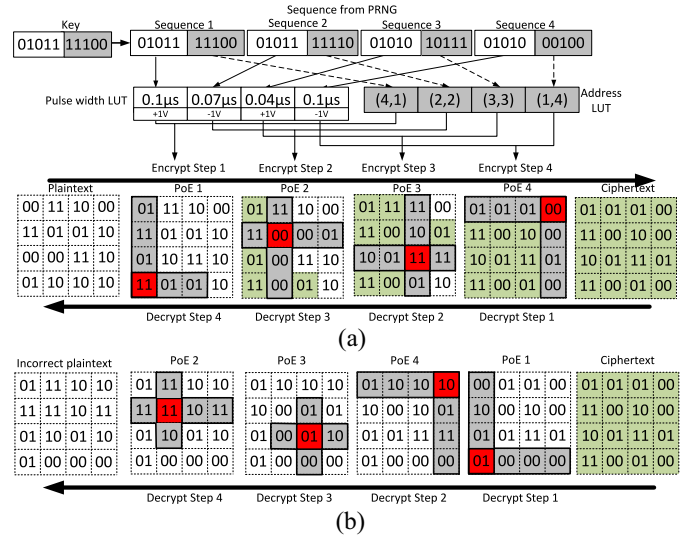 Sequence from PRNG
Key
Sequence 1
Sequence 2
Sequence 3
Sequence 4
01011 11100
01011 11100
01011 11110
01010 10111
01010 00100
Pulse width LUT
0.1µs 0.07µs 0.04µs 0.1µs
+1V -1V +1V -1V
(4,1) (2,2) (3,3) (1,4)
Address LUT
Encrypt Step 1
Encrypt Step 2
Encrypt Step 3
Encrypt Step 4
Plaintext
00 11 10 00
11 01 01 10
00 00 11 10
01 10 10 10
PoE 1
01 11 10 00
11 01 01 10
01 10 11 10
11 01 01 10
PoE 2
01 11 10 00
11 00 00 01
01 00 11 10
11 00 01 10
PoE 3
01 11 11 00
11 00 10 01
10 01 11 11
11 00 01 10
PoE 4
01 01 01 00
11 00 10 00
10 01 11 01
11 00 01 00
Ciphertext
01 01 01 00
11 00 10 00
10 01 11 01
11 00 01 00
Decrypt Step 4
Decrypt Step 3
Decrypt Step 2
Decrypt Step 1
(a)
Incorrect plaintext
01 11 10 10
11 11 10 11
01 10 01 10
01 00 00 00
PoE 2
01 11 10 10
11 11 10 11
01 10 01 10
01 00 00 00
PoE 3
01 10 10 10
10 00 01 01
01 00 01 10
01 00 00 00
PoE 4
01 10 10 10
10 00 00 01
01 01 11 11
01 00 00 00
PoE 1
00 01 01 00
01 00 10 00
01 01 11 01
01 00 00 00
Ciphertext
01 01 01 00
11 00 10 00
10 01 11 01
11 00 01 00
Decrypt Step 4
Decrypt Step 3
Decrypt Step 2
Decrypt Step 1
(b)